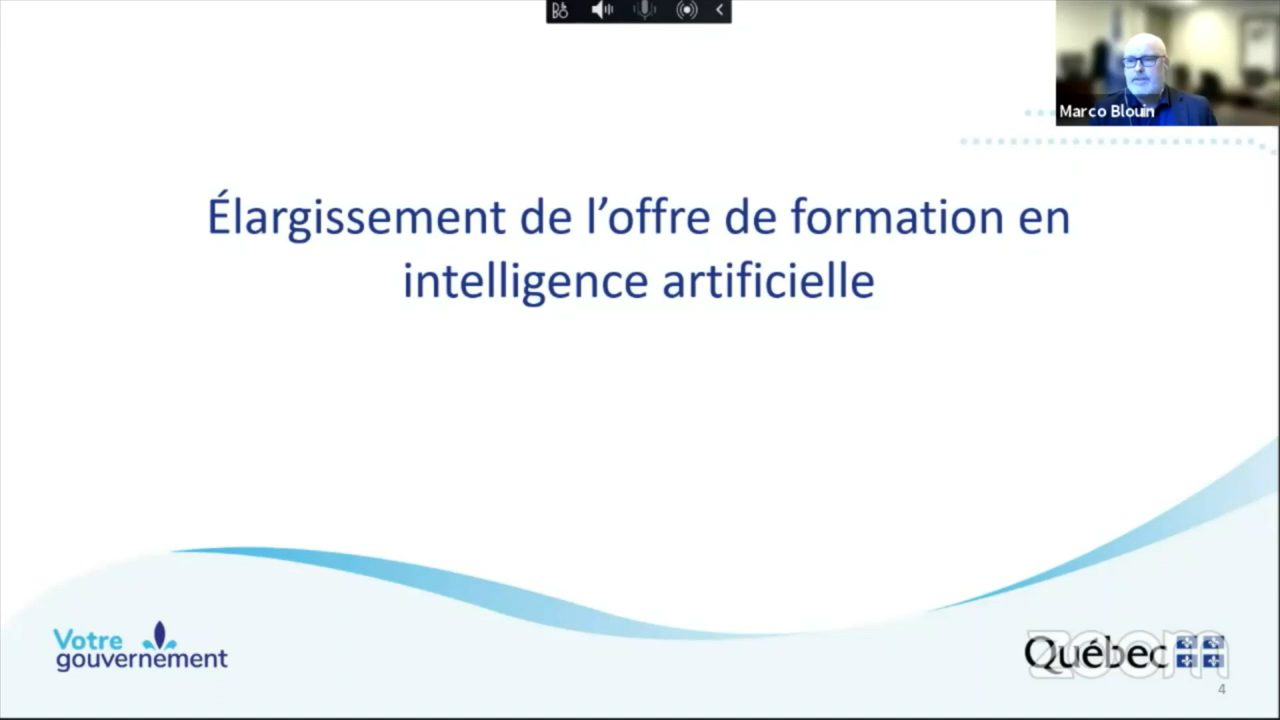 Marco Blouin
Élargissement de l’offre de formation en
intelligence artificielle
Votre
gouvernement
Québec
zoom
4